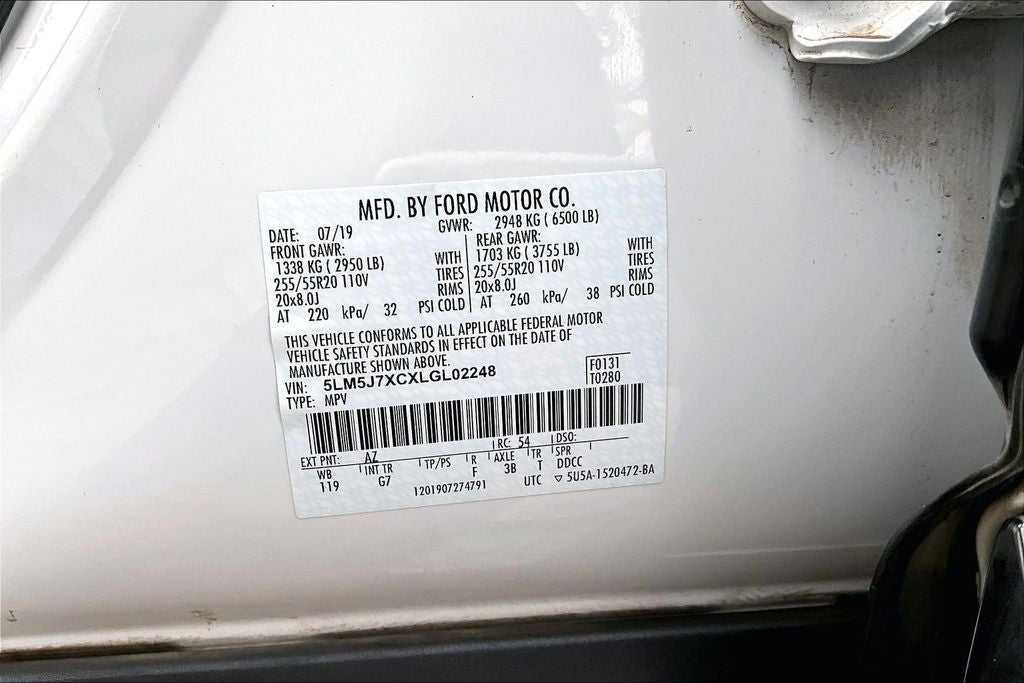 MFD. BY FORD MOTOR CO.
DATE: 07/19 GVWR: 2948 KG ( 6500 LB)
FRONT GAWR: REAR GAWR:
1338 KG ( 2950 LB) WITH 1703 KG ( 3755 LB) WITH
255/55R20 110V TIRES 255/55R20 110V TIRES
20x8.0J RIMS 20x8.0J RIMS
AT 220 kPa/ 32 PSI COLD AT 260 kPa/ 38 PSI COLD
THIS VEHICLE CONFORMS TO ALL APPLICABLE FEDERAL MOTOR
VEHICLE SAFETY STANDARDS IN EFFECT ON THE DATE OF
MANUFACTURE SHOWN ABOVE.
VIN: 5LM5J7XCXLGL02248 F0131
TYPE: MPV T0280
EXT PNT: AZ RC: 54 DSO:
WB INT TR TP/PS R AXLE TR SPR
119 G7 F 3B T DDCC
1201907274791 UTC ▽ 5U5A-1520472-BA